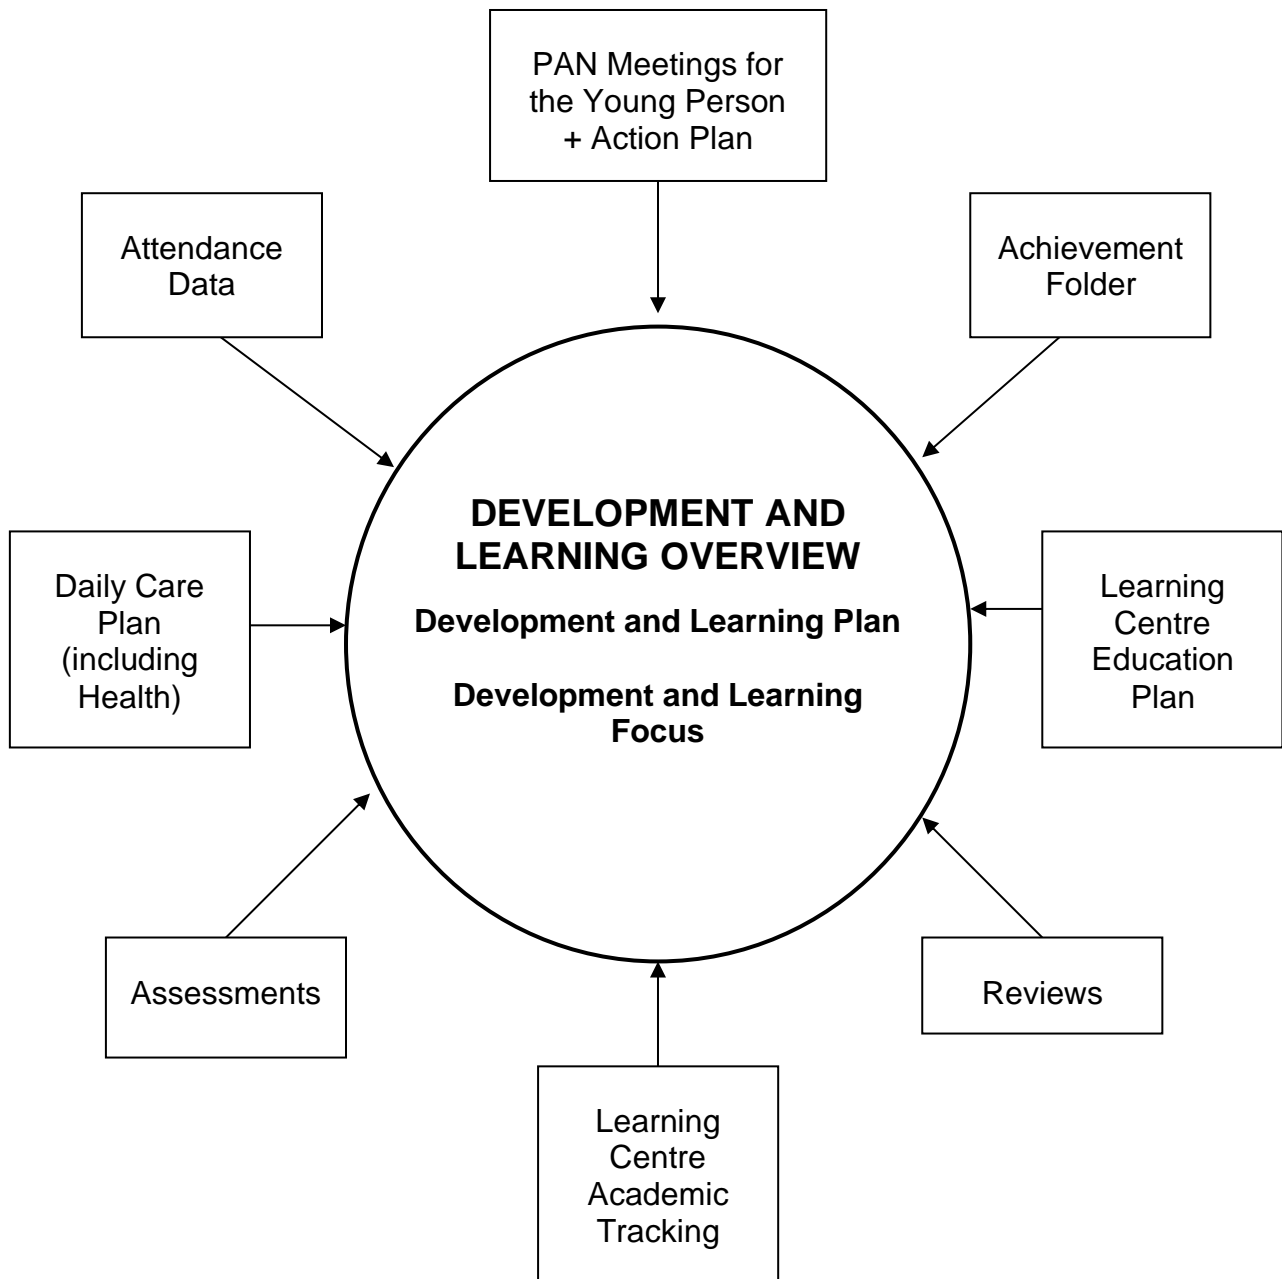 PAN Meetings for
the Young Person
+ Action Plan
Attendance
Data
Achievement
Folder
DEVELOPMENT AND
LEARNING OVERVIEW
Development and Learning Plan
Development and Learning
Focus
Daily Care
Plan
(including
Health)
Learning
Centre
Education
Plan
Assessments
Reviews
Learning
Centre
Academic
Tracking